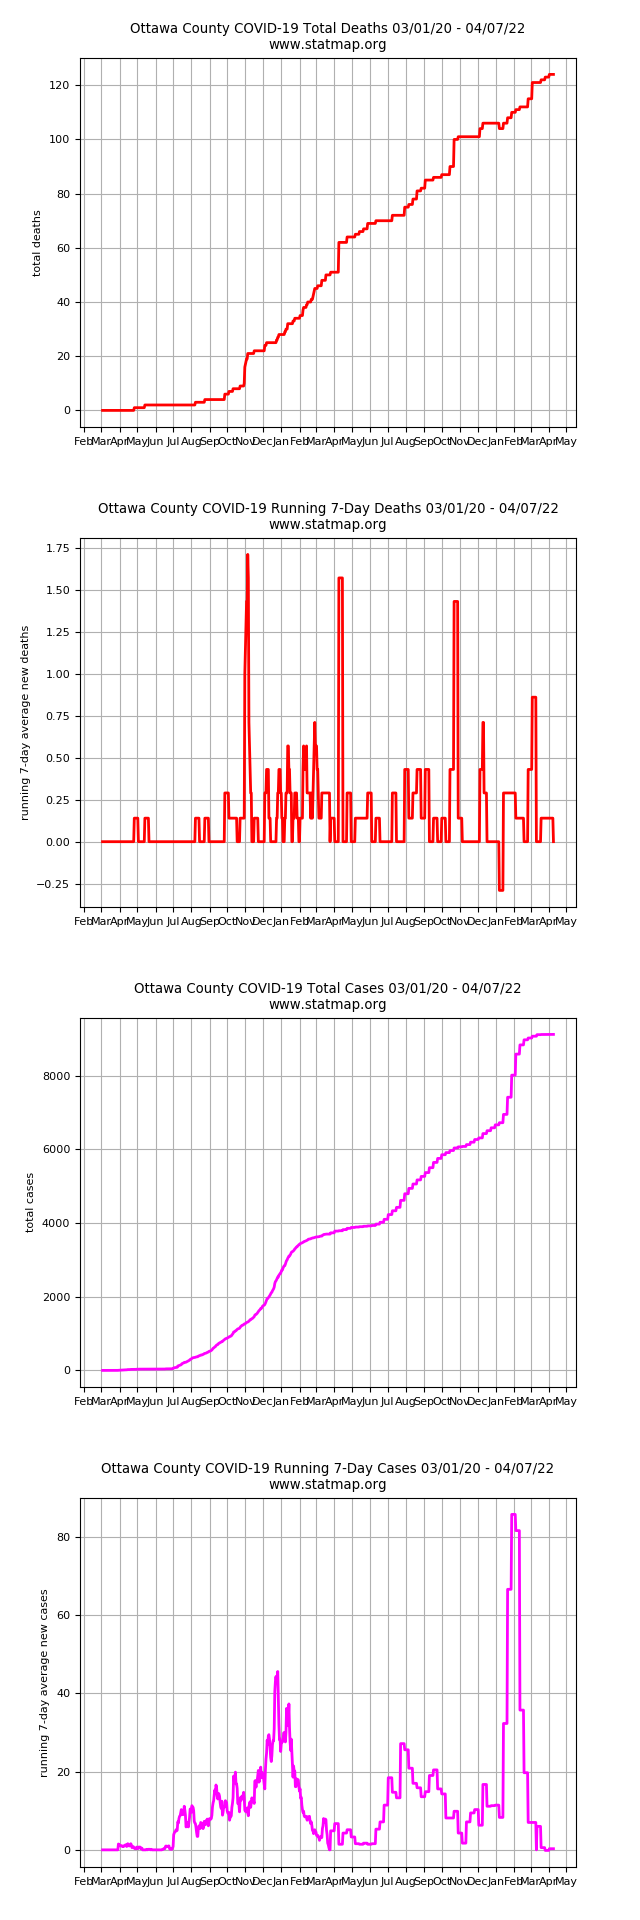 Ottawa County COVID-19 Total Deaths 03/01/20 - 04/07/22
www.statmap.org
120
100
80
60
40
20
0
total deaths
Feb Mar Apr May Jun Jul Aug Sep Oct Nov Dec Jan Feb Mar Apr May Jun Jul Aug Sep Oct Nov Dec Jan Feb Mar Apr May
Ottawa County COVID-19 Running 7-Day Deaths 03/01/20 - 04/07/22
www.statmap.org
1.75
1.50
1.25
1.00
0.75
0.50
0.25
0.00
−0.25
running 7-day average new deaths
Feb Mar Apr May Jun Jul Aug Sep Oct Nov Dec Jan Feb Mar Apr May Jun Jul Aug Sep Oct Nov Dec Jan Feb Mar Apr May
Ottawa County COVID-19 Total Cases 03/01/20 - 04/07/22
www.statmap.org
8000
6000
4000
2000
0
total cases
Feb Mar Apr May Jun Jul Aug Sep Oct Nov Dec Jan Feb Mar Apr May Jun Jul Aug Sep Oct Nov Dec Jan Feb Mar Apr May
Ottawa County COVID-19 Running 7-Day Cases 03/01/20 - 04/07/22
www.statmap.org
80
60
40
20
0
running 7-day average new cases
Feb Mar Apr May Jun Jul Aug Sep Oct Nov Dec Jan Feb Mar Apr May Jun Jul Aug Sep Oct Nov Dec Jan Feb Mar Apr May